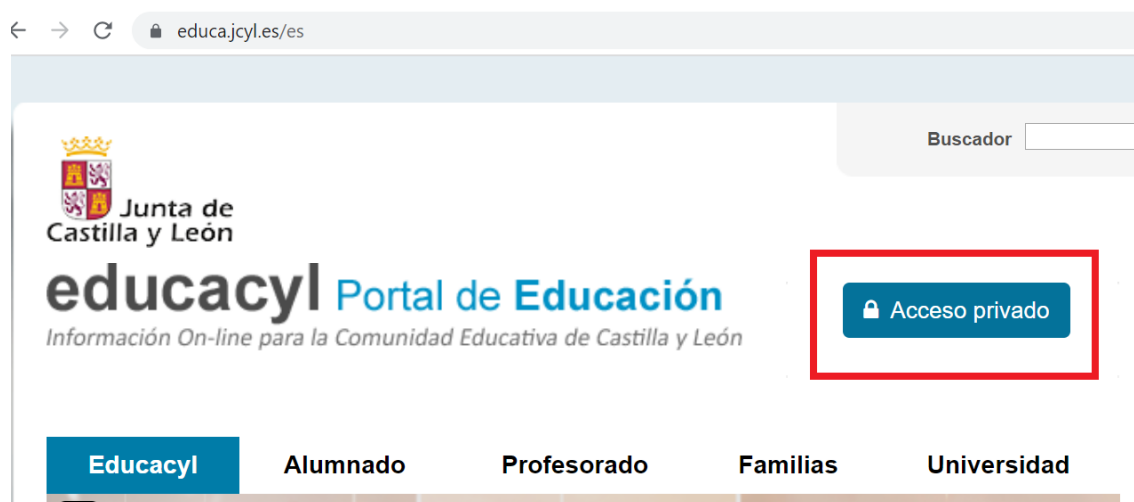 educa.jcyl.es/es
Buscador
Junta de
Castilla y León
educacyl Portal de Educación
Información On-line para la Comunidad Educativa de Castilla y León
Acceso privado
Educacyl Alumnado Profesorado Familias Universidad